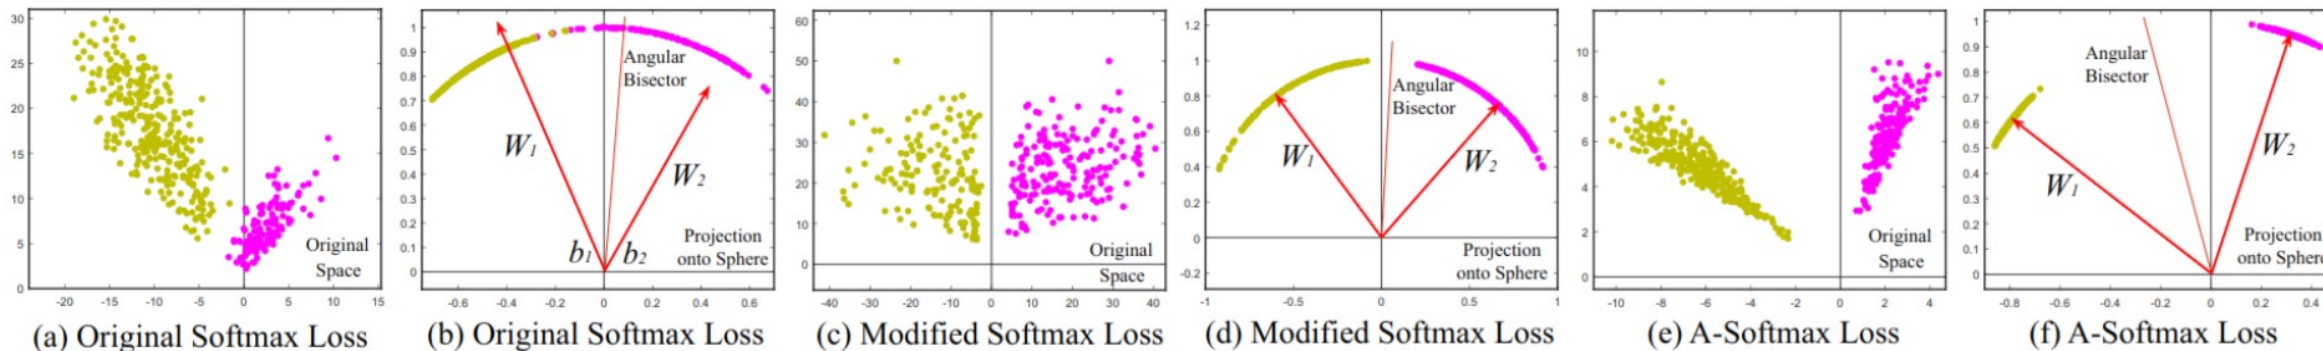 30
25
20
15
10
5
0
-20
-15
-10
-5
0
5
10
15
Original
Space
(a) Original Softmax Loss
1
0.9
0.8
0.7
0.6
0.5
0.4
0.3
0.2
0.1
0
-0.6
-0.4
-0.2
0
0.2
0.4
0.6
Angular
Bisector
W1
W2
b1
b2
Projection
onto Sphere
(b) Original Softmax Loss
60
50
40
30
20
10
0
-40
-30
-20
-10
0
10
20
30
40
Original
Space
(c) Modified Softmax Loss
1.2
1
0.8
0.6
0.4
0.2
0
-0.2
-1
-0.5
0
0.5
1
Angular
Bisector
W1
W2
Projection
onto Sphere
(d) Modified Softmax Loss
10
8
6
4
2
0
-10
-8
-6
-4
-2
0
2
4
Original
Space
(e) A-Softmax Loss
1
0.9
0.8
0.7
0.6
0.5
0.4
0.3
0.2
0.1
0
-0.8
-0.6
-0.4
-0.2
0
0.2
0.4
Angular
Bisector
W1
W2
Projection
onto Sphere
(f) A-Softmax Loss